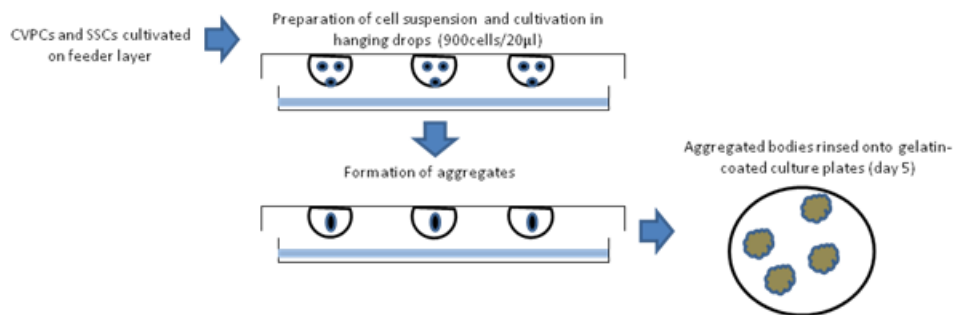 CVPCs and SSCs cultivated
on feeder layer
Preparation of cell suspension and cultivation in
hanging drops (900cells/20µl)
Formation of aggregates
Aggregated bodies rinsed onto gelatin-
coated culture plates (day 5)